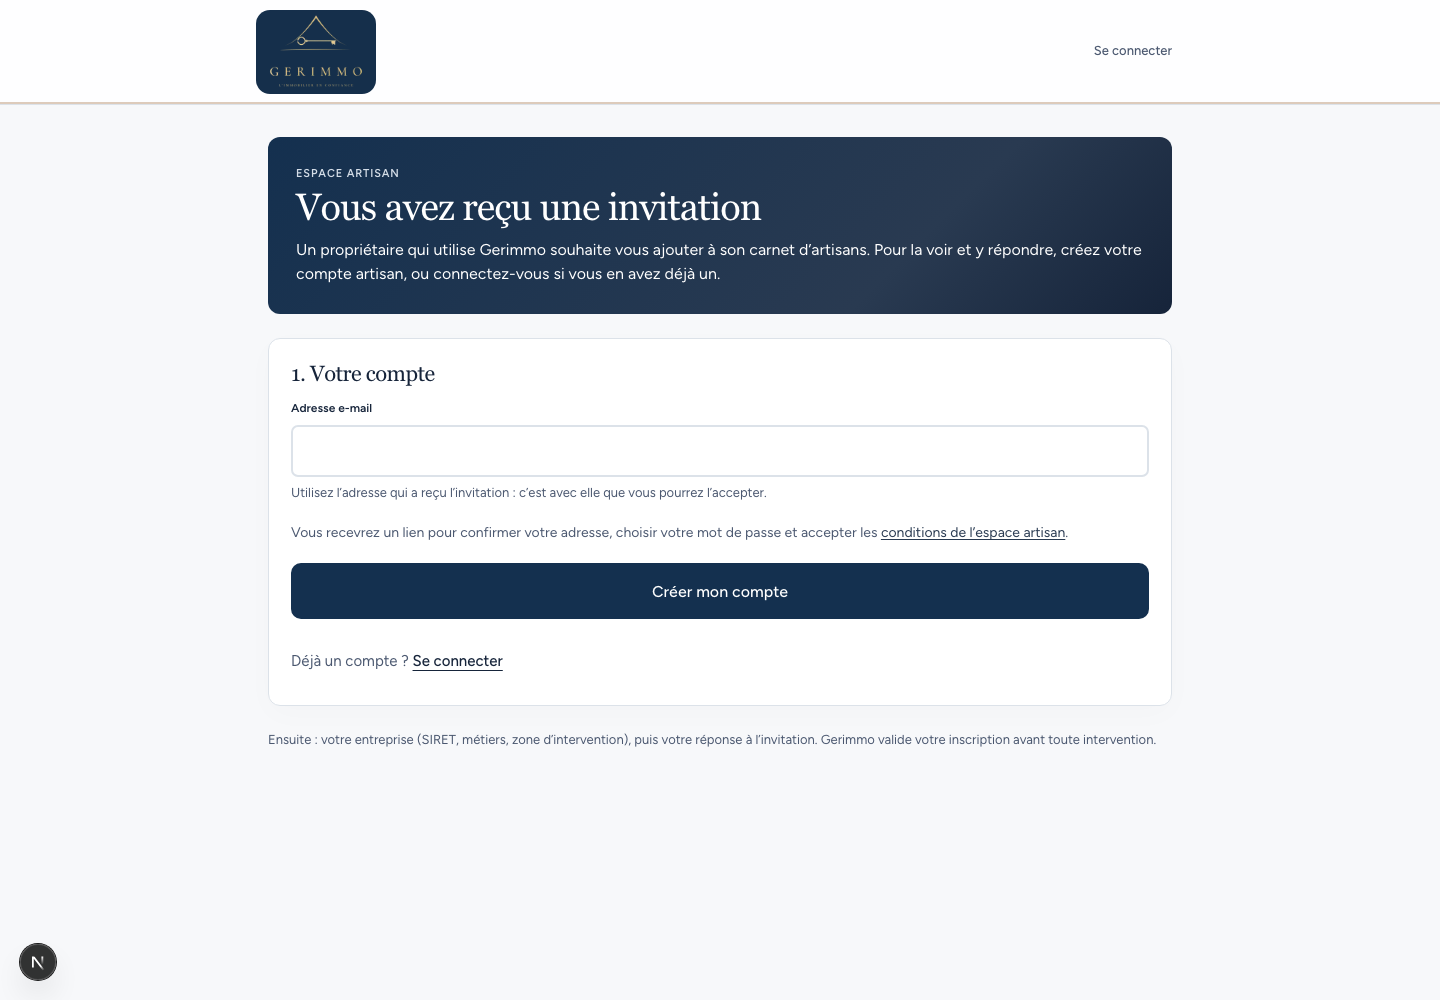 GERIMMO
L'IMMOBILIER EN CONFIANCE
Se connecter
ESPACE ARTISAN
Vous avez reçu une invitation
Un propriétaire qui utilise Gerimmo souhaite vous ajouter à son carnet d’artisans. Pour la voir et y répondre, créez votre
compte artisan, ou connectez-vous si vous en avez déjà un.
1. Votre compte
Adresse e-mail
Utilisez l’adresse qui a reçu l’invitation : c’est avec elle que vous pourrez l’accepter.
Vous recevrez un lien pour confirmer votre adresse, choisir votre mot de passe et accepter les conditions de l’espace artisan.
Créer mon compte
Déjà un compte ? Se connecter
Ensuite : votre entreprise (SIRET, métiers, zone d’intervention), puis votre réponse à l’invitation. Gerimmo valide votre inscription avant toute intervention.
N